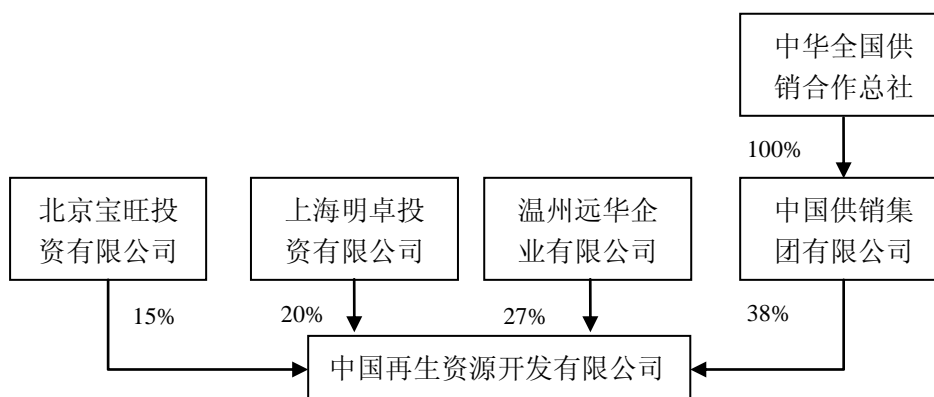 中华全国供
销合作总社
100%
北京宝旺投
资有限公司
上海明卓投
资有限公司
温州远华企
业有限公司
中国供销集
团有限公司
15%
20%
27%
38%
中国再生资源开发有限公司